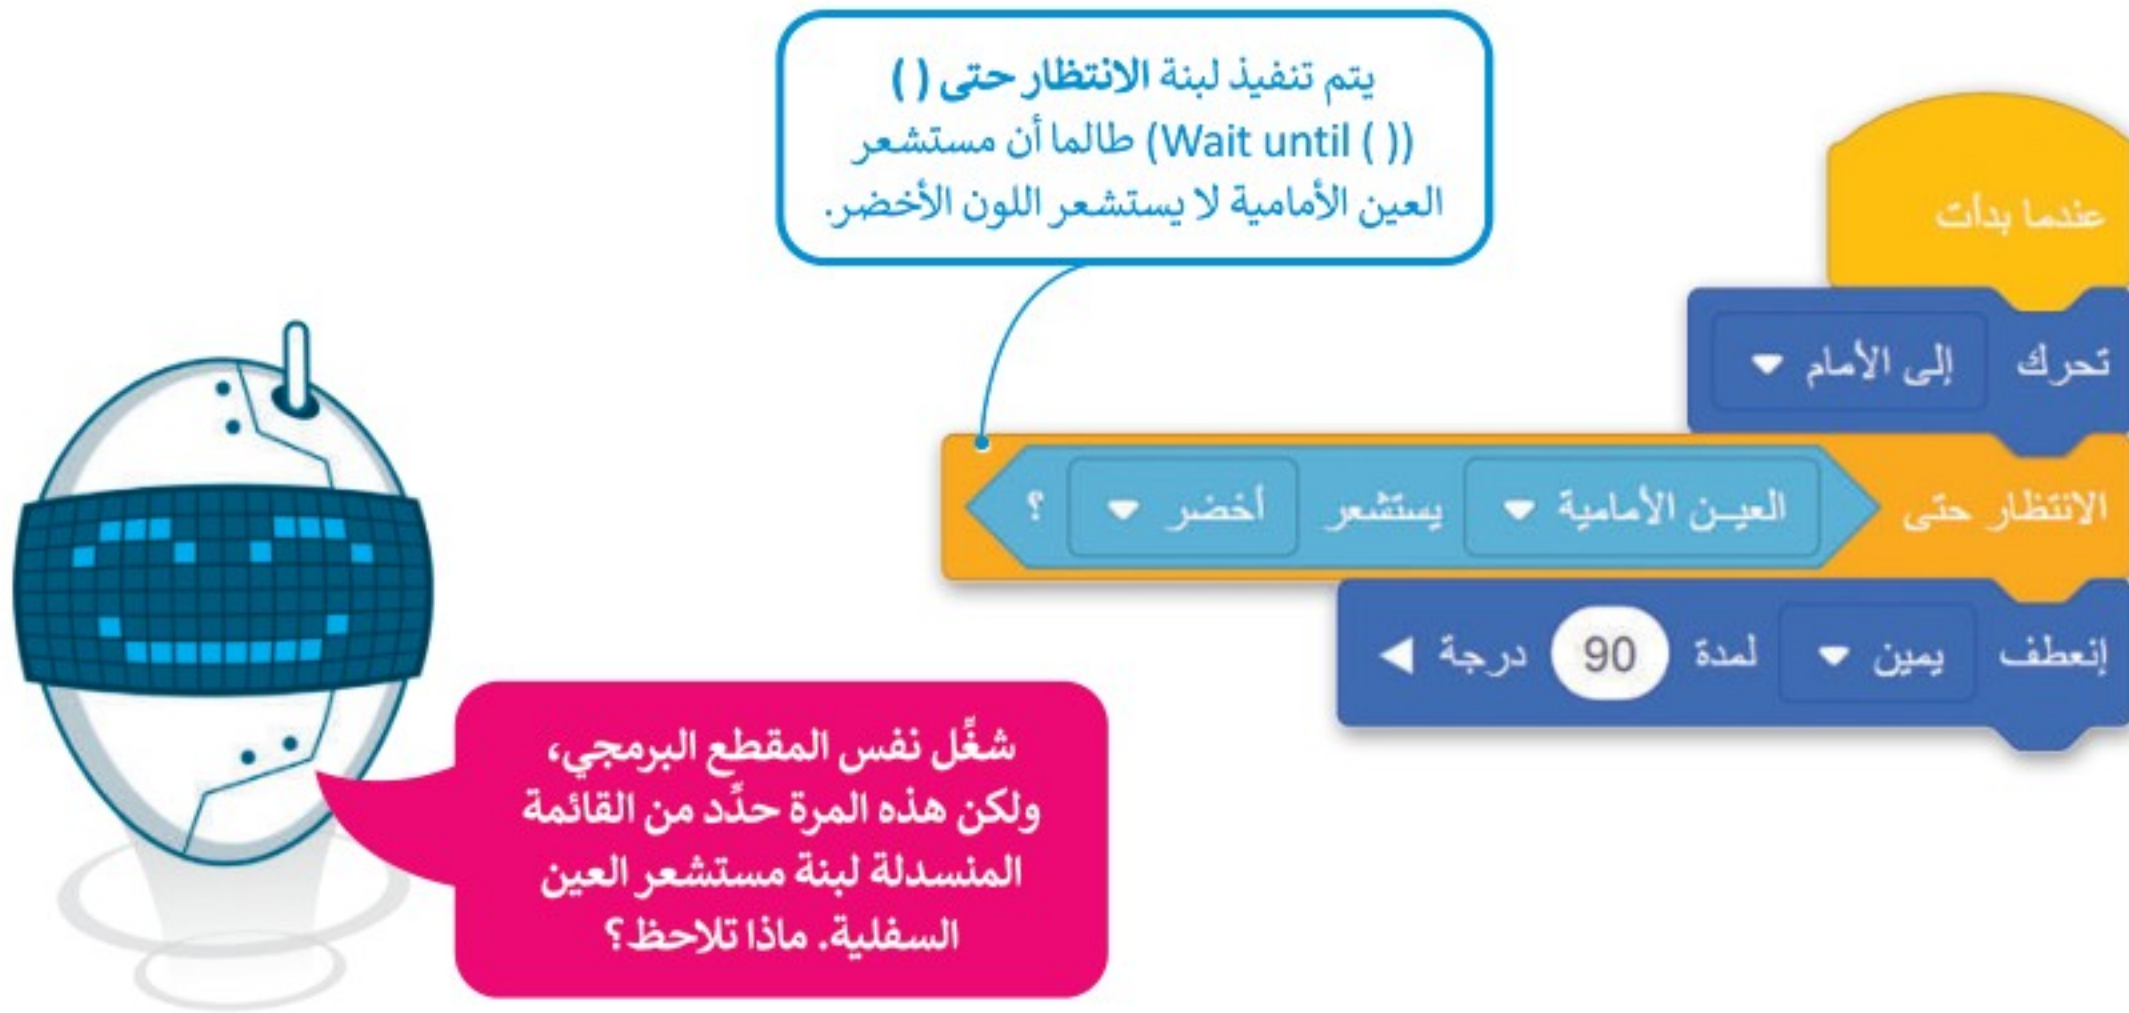 يتم تنفيذ لبنة الانتظار حتى ( )
(Wait until ( )) طالما أن مستشعر
العين الأمامية لا يستشعر اللون الأخضر.
عندما بدأت
تحرك إلى الأمام
الانتظار حتى العيـن الأمامية يستشعر أخضر ؟
إنعطف يمين لمدة 90 درجة
شغِّل نفس المقطع البرمجي،
ولكن هذه المرة حدِّد من القائمة
المنسدلة لبنة مستشعر العين
السفلية. ماذا تلاحظ؟